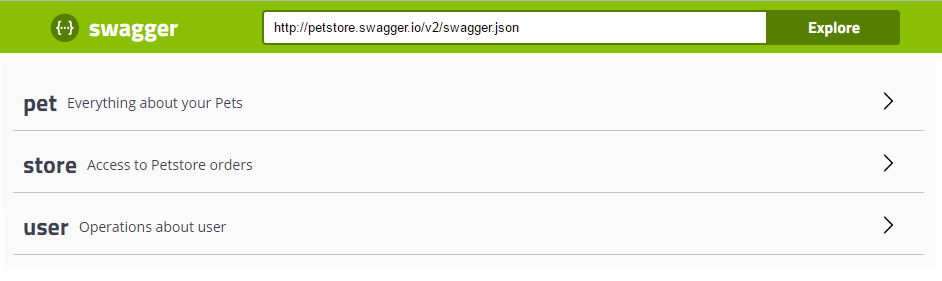 {··} swagger http://petstore.swagger.io/v2/swagger.json Explore
pet Everything about your Pets
store Access to Petstore orders
user Operations about user